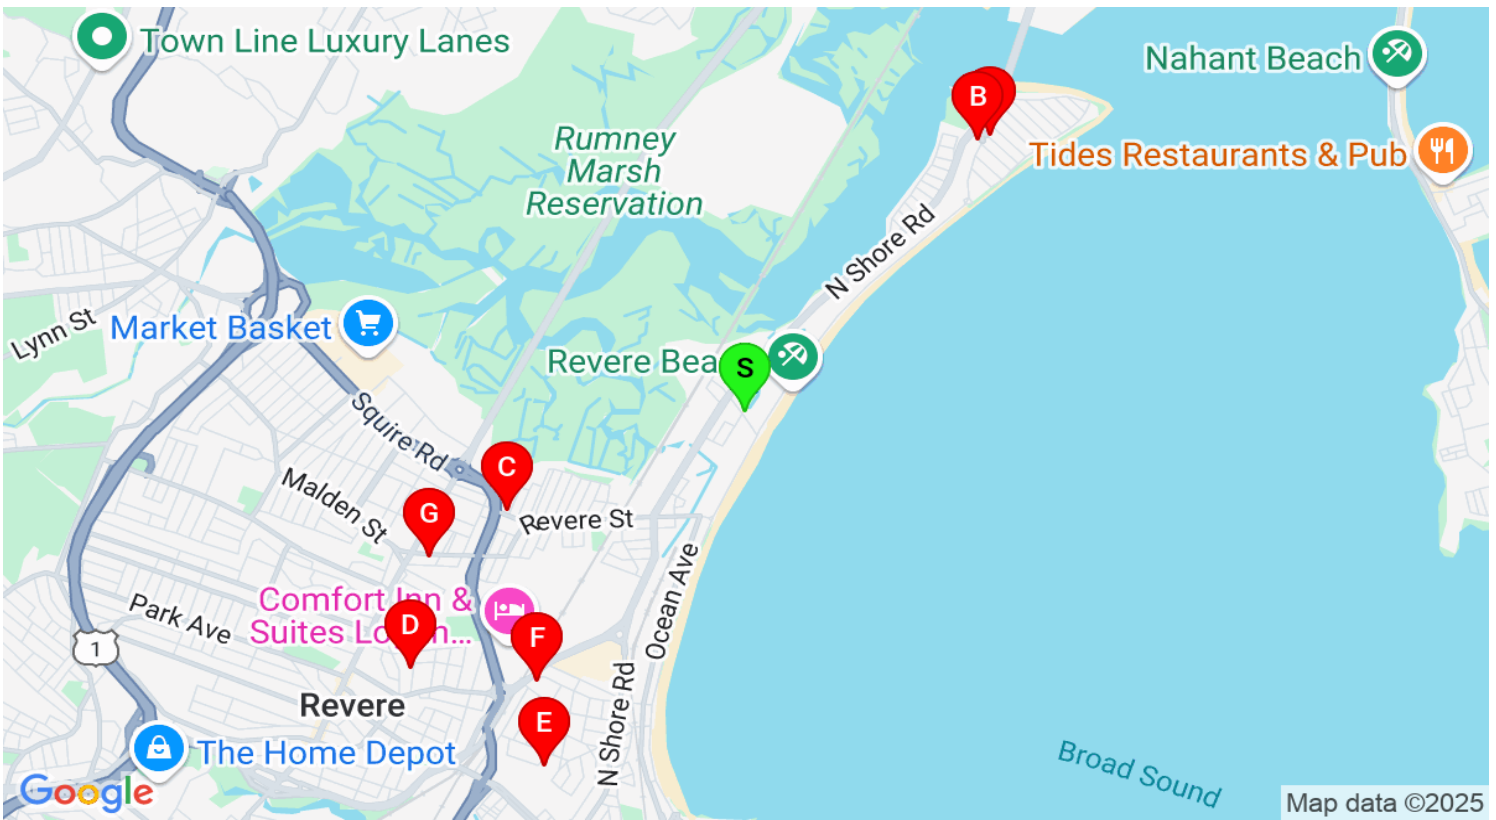 Town Line Luxury Lanes
Nahant Beach
B
Tides Restaurants & Pub
Rumney
Marsh
Reservation
N Shore Rd
Lynn St
Market Basket
Revere Bea
S
Squire Rd
C
Malden St
G
Revere St
Ocean Ave
Comfort Inn &
Suites Lo n...
Park Ave
D
F
1
Revere
N Shore Rd
E
The Home Depot
Broad Sound
Google
Map data ©2025